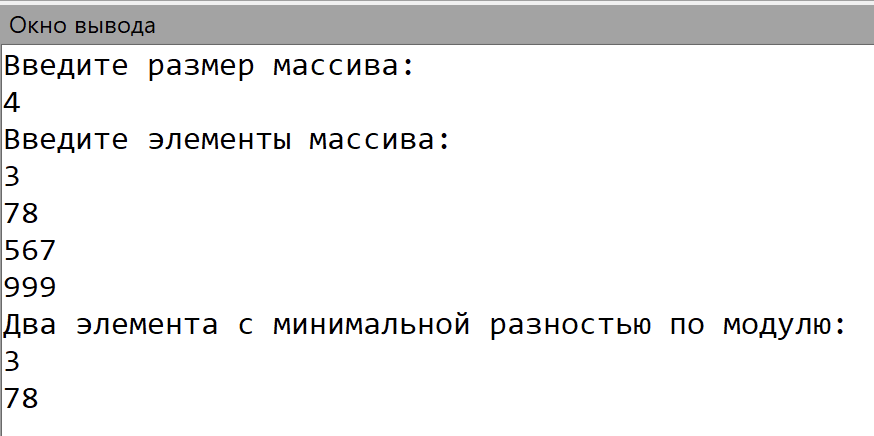 Окно вывода
Введите размер массива:
4
Введите элементы массива:
3
78
567
999
Два элемента с минимальной разностью по модулю:
3
78